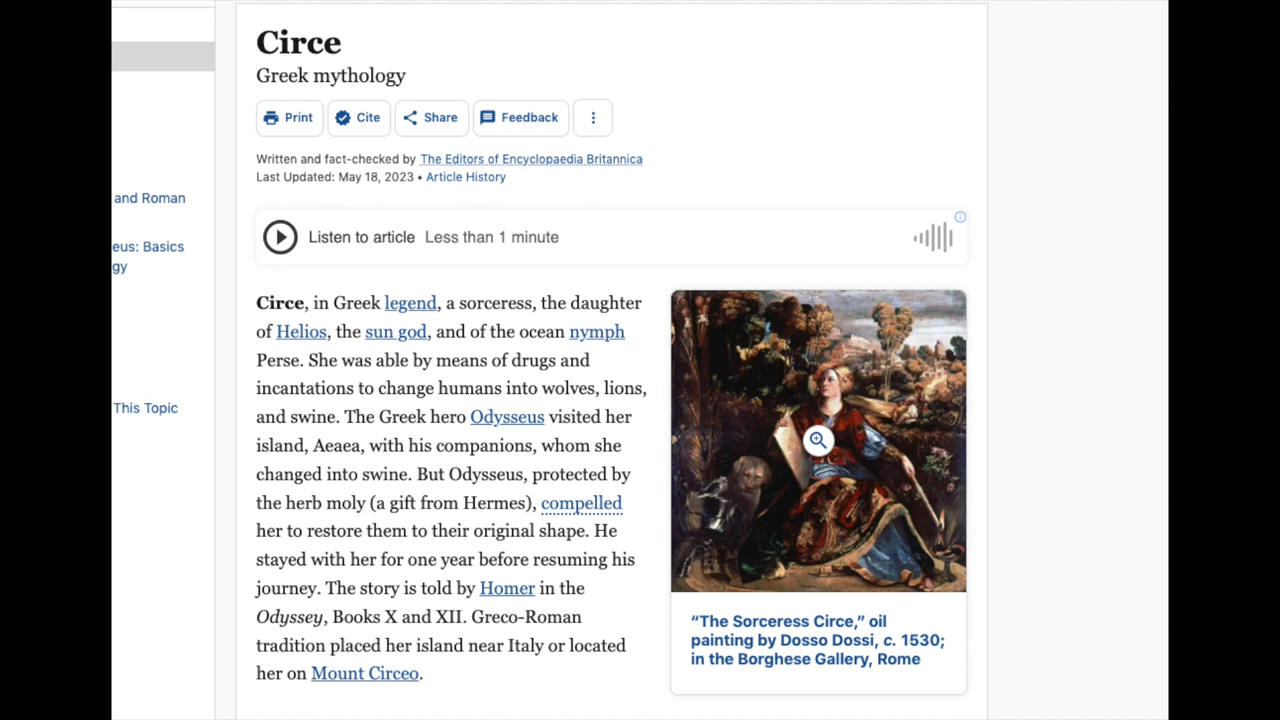 Circe
Greek mythology
Print
Cite
Share
Feedback
Written and fact-checked by The Editors of Encyclopaedia Britannica
Last Updated: May 18, 2023 • Article History
and Roman
eus: Basics
gy
This Topic
Listen to article Less than 1 minute
Circe, in Greek legend, a sorceress, the daughter
of Helios, the sun god, and of the ocean nymph
Perse. She was able by means of drugs and
incantations to change humans into wolves, lions,
and swine. The Greek hero Odysseus visited her
island, Aeaea, with his companions, whom she
changed into swine. But Odysseus, protected by
the herb moly (a gift from Hermes), compelled
her to restore them to their original shape. He
stayed with her for one year before resuming his
journey. The story is told by Homer in the
Odyssey, Books X and XII. Greco-Roman
tradition placed her island near Italy or located
her on Mount Circeo.
“The Sorceress Circe,” oil
painting by Dosso Dossi, c. 1530;
in the Borghese Gallery, Rome